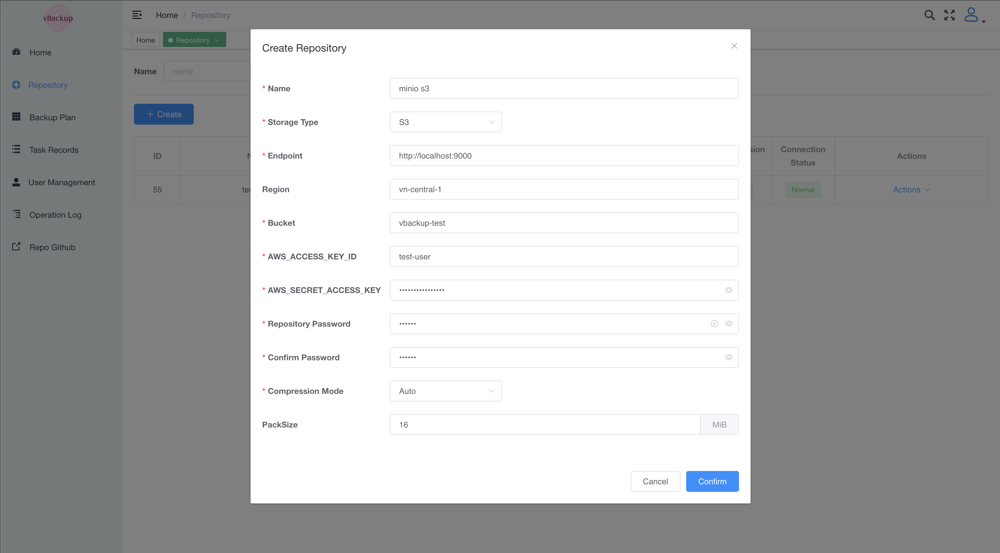 vBackup
Home / Repository
Home
Repository ×
Home
Repository
Backup Plan
Task Records
User Management
Operation Log
Repo Github
Name name
+ Create
ID
Connection
Status
Actions
55
Normal
Actions
Create Repository
* Name minio s3
* Storage Type S3
* Endpoint http://localhost:9000
Region vn-central-1
* Bucket vbackup-test
* AWS_ACCESS_KEY_ID test-user
* AWS_SECRET_ACCESS_KEY ••••••••••••••••
* Repository Password ••••••
* Confirm Password ••••••
* Compression Mode Auto
PackSize 16 MiB
Cancel Confirm